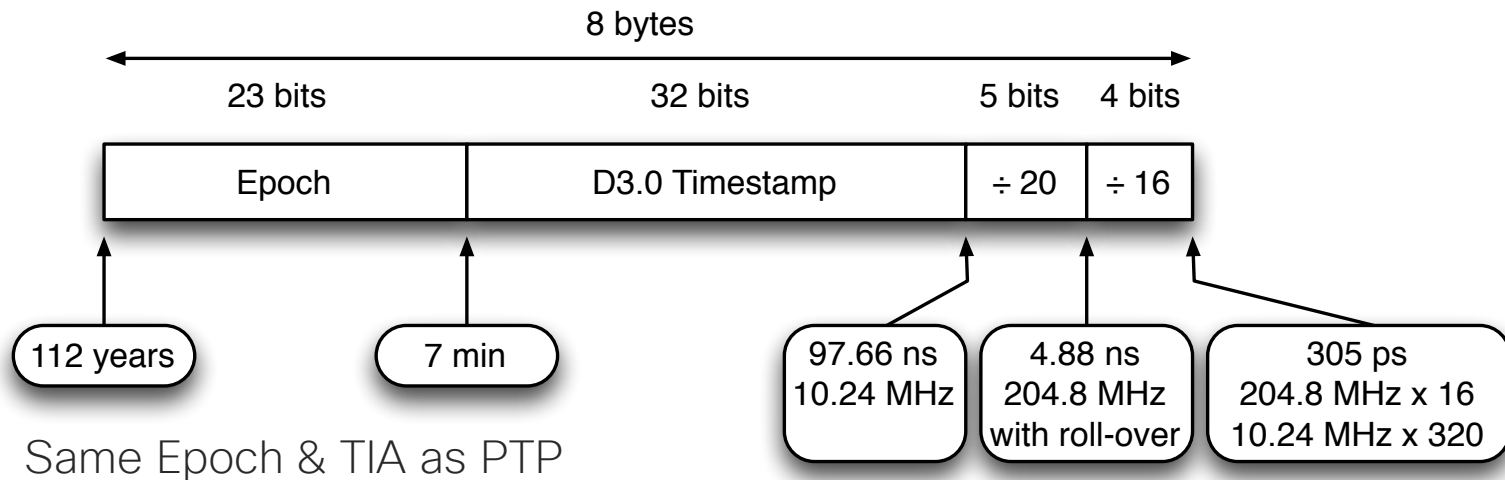 8 bytes
23 bits 32 bits 5 bits 4 bits
Epoch D3.0 Timestamp ÷ 20 ÷ 16
112 years 7 min
97.66 ns
10.24 MHz
4.88 ns
204.8 MHz
with roll-over
305 ps
204.8 MHz x 16
10.24 MHz x 320
Same Epoch & TIA as PTP